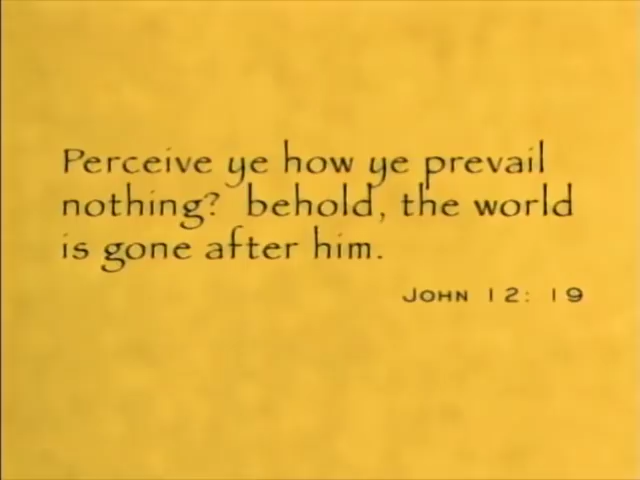 Perceive ye how ye prevail
nothing? behold, the world
is gone after him.
John 12: 19